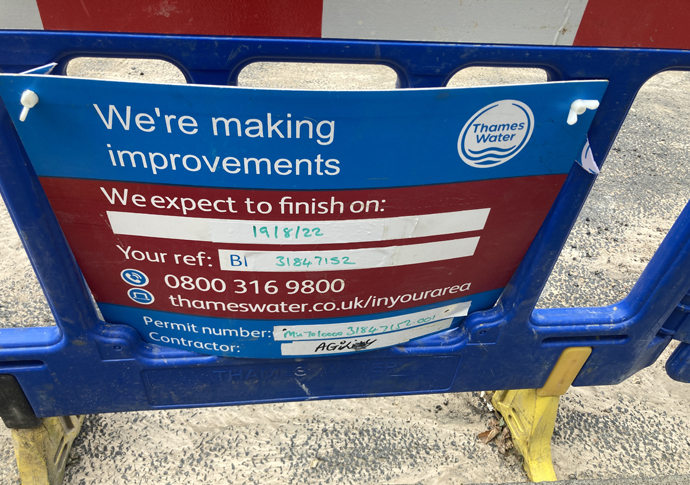 We're making
improvements
Thames
Water
We expect to finish on:
19/8/22
Your ref: BI 31847152
0800 316 9800
thameswater.co.uk/inyourarea
Permit number:
Contractor: